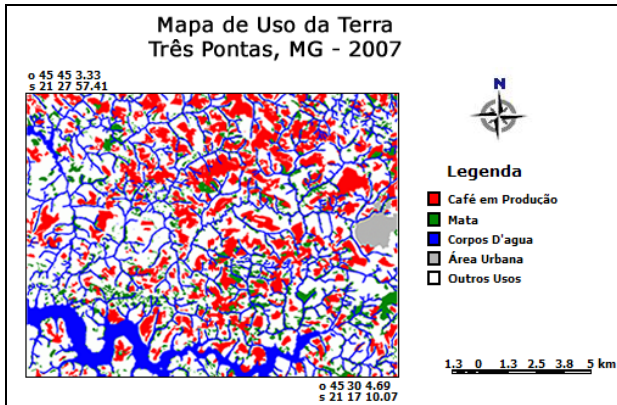 Mapa de Uso da Terra
Três Pontas, MG - 2007
o 45 45 3.33
s 21 27 57.41
N
Legenda
Café em Produção
Mata
Corpos D'agua
Área Urbana
Outros Usos
1.3 0 1.3 2.5 3.8 5 km
o 45 30 4.69
s 21 17 10.07